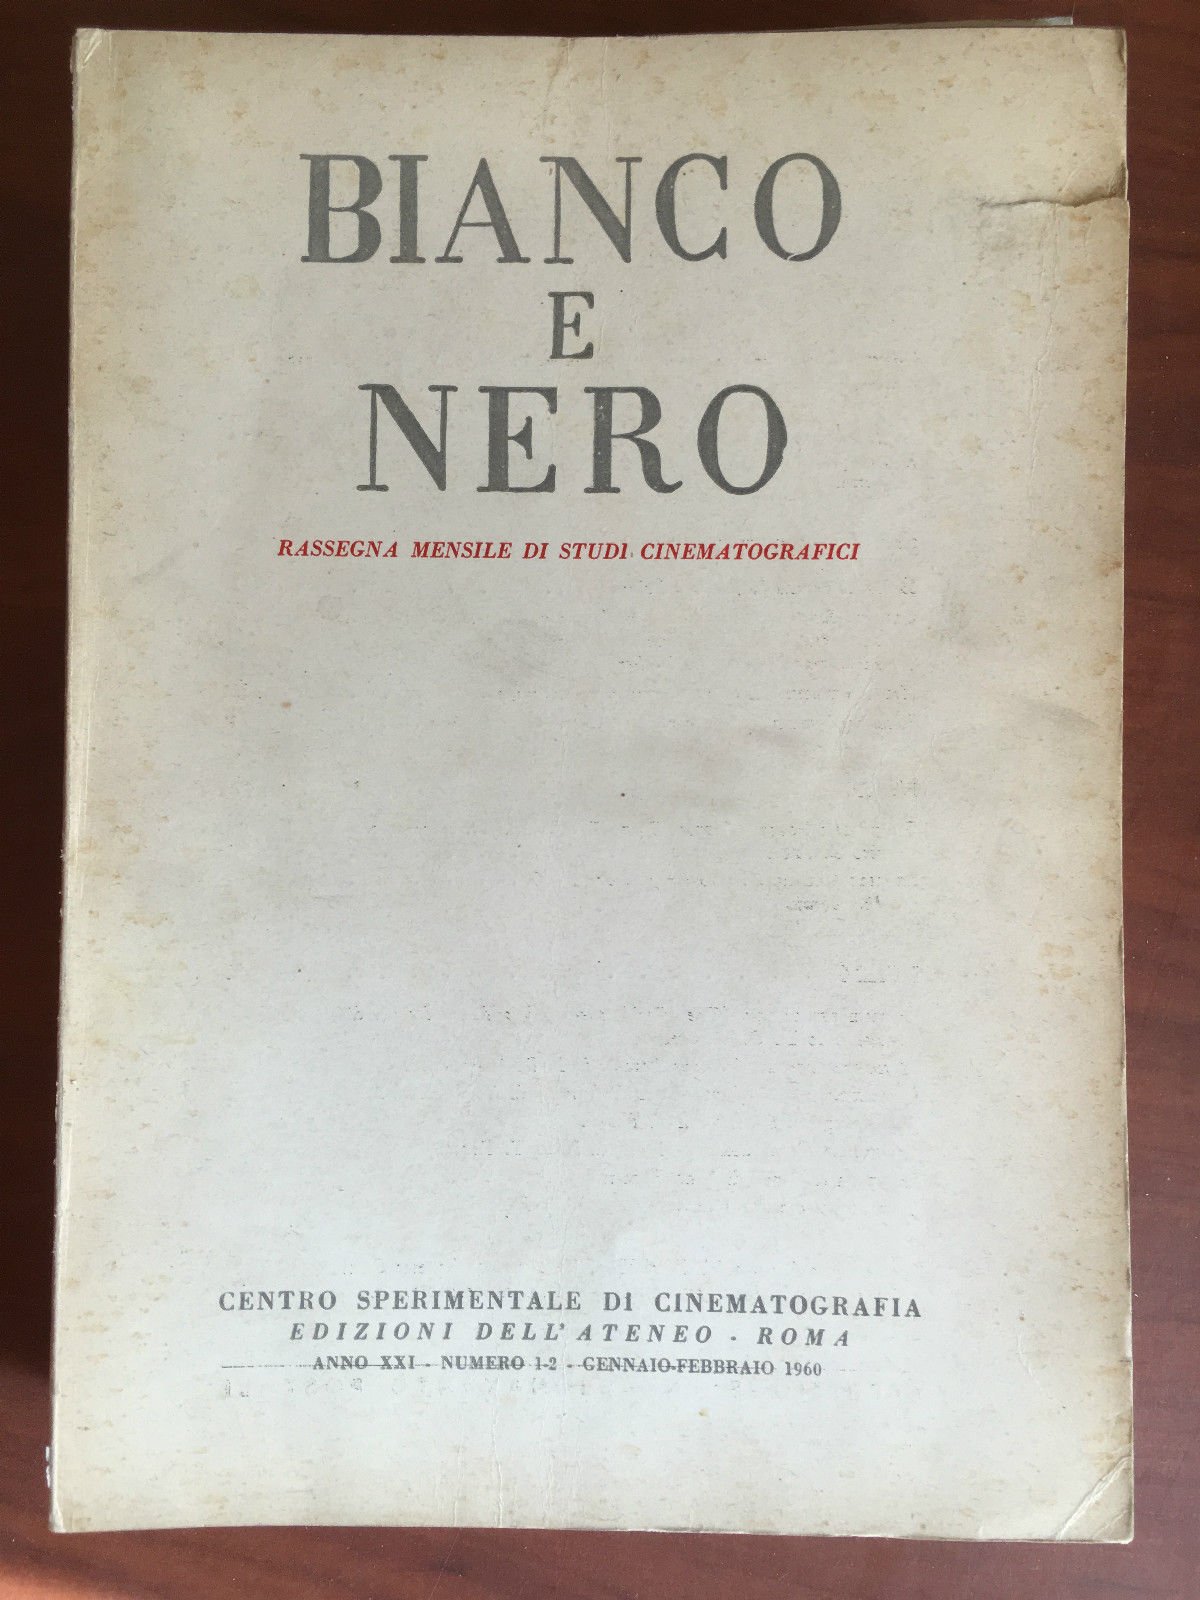 BIANCO
E
NERO
RASSEGNA MENSILE DI STUDI CINEMATOGRAFICI
CENTRO SPERIMENTALE DI CINEMATOGRAFIA
EDIZIONI DELL'ATENEO - ROMA
ANNO XXI - NUMERO 1-2 - GENNAIO-FEBBRAIO 1960